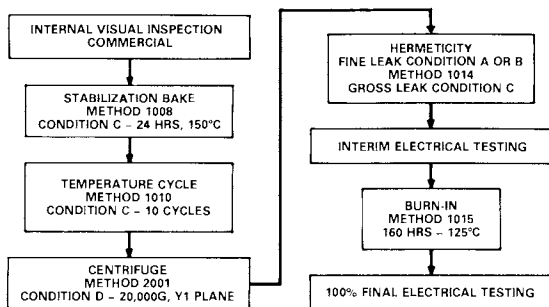 INTERNAL VISUAL INSPECTION
COMMERCIAL
STABILIZATION BAKE
METHOD 1008
CONDITION C – 24 HRS, 150°C
TEMPERATURE CYCLE
METHOD 1010
CONDITION C – 10 CYCLES
CENTRIFUGE
METHOD 2001
CONDITION D – 20,000G, Y1 PLANE
HERMETICITY
FINE LEAK CONDITION A OR B
METHOD 1014
GROSS LEAK CONDITION C
INTERIM ELECTRICAL TESTING
BURN-IN
METHOD 1015
160 HRS – 125°C
100% FINAL ELECTRICAL TESTING